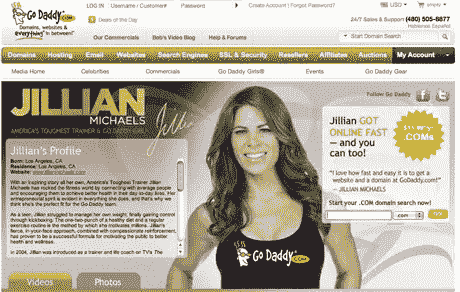 Go Daddy.COM
Domains, websites &
everything in between!™
LOG IN
Username / Customer#
Password
Create Account | Forgot Password?
USD
empty
Deals of the Day
24/7 Sales & Support (480) 505-8877
Hablamos Español
Our Commercials
Bob's Video Blog
Help & Forums
Start Domain Search
Domains
Hosting
Email
Websites
Search Engines
SSL & Security
Resellers
Affiliates
Auctions
My Account
Media Home
Celebrities
Commercials
Go Daddy Girls®
Events
Go Daddy Gear
Follow Go Daddy
JILLIAN
MICHAELS
AMERICA'S TOUGHEST TRAINER & GO DADDY GIRL
Jillian's Profile
Born: Los Angeles, CA
Residence: Los Angeles, CA
Website: www.jillianmichaels.com
With an inspiring story all her own, America's Toughest Trainer Jillian
Michaels has rocked the fitness world by connecting with average people
and encouraging them to achieve better health in their day-to-day lives. Her
entrepreneurial spirit is evident in everything she does, and that's why we
think she's the perfect fit for the Go Daddy team.
As a teen, Jillian struggled to manage her own weight, finally gaining control
through kickboxing. The one-two punch of a healthy diet and a regular
exercise routine is the method by which she motivates millions. Jillian's
fierce, in-your-face approach, combined with compassionate reinforcement,
has proven to be a successful formula for motivating the public to better
health and wellness.
In 2004, Jillian was introduced as a trainer and life coach on TV's The
Videos
Photos
Go Daddy.COM
Jillian GOT
ONLINE FAST
— and you
can too!
.COMs
"I love how fast and easy it is to get a
website and a domain at GoDaddy.com!"
— JILLIAN MICHAELS
Start your .COM domain search now!
.com
GO